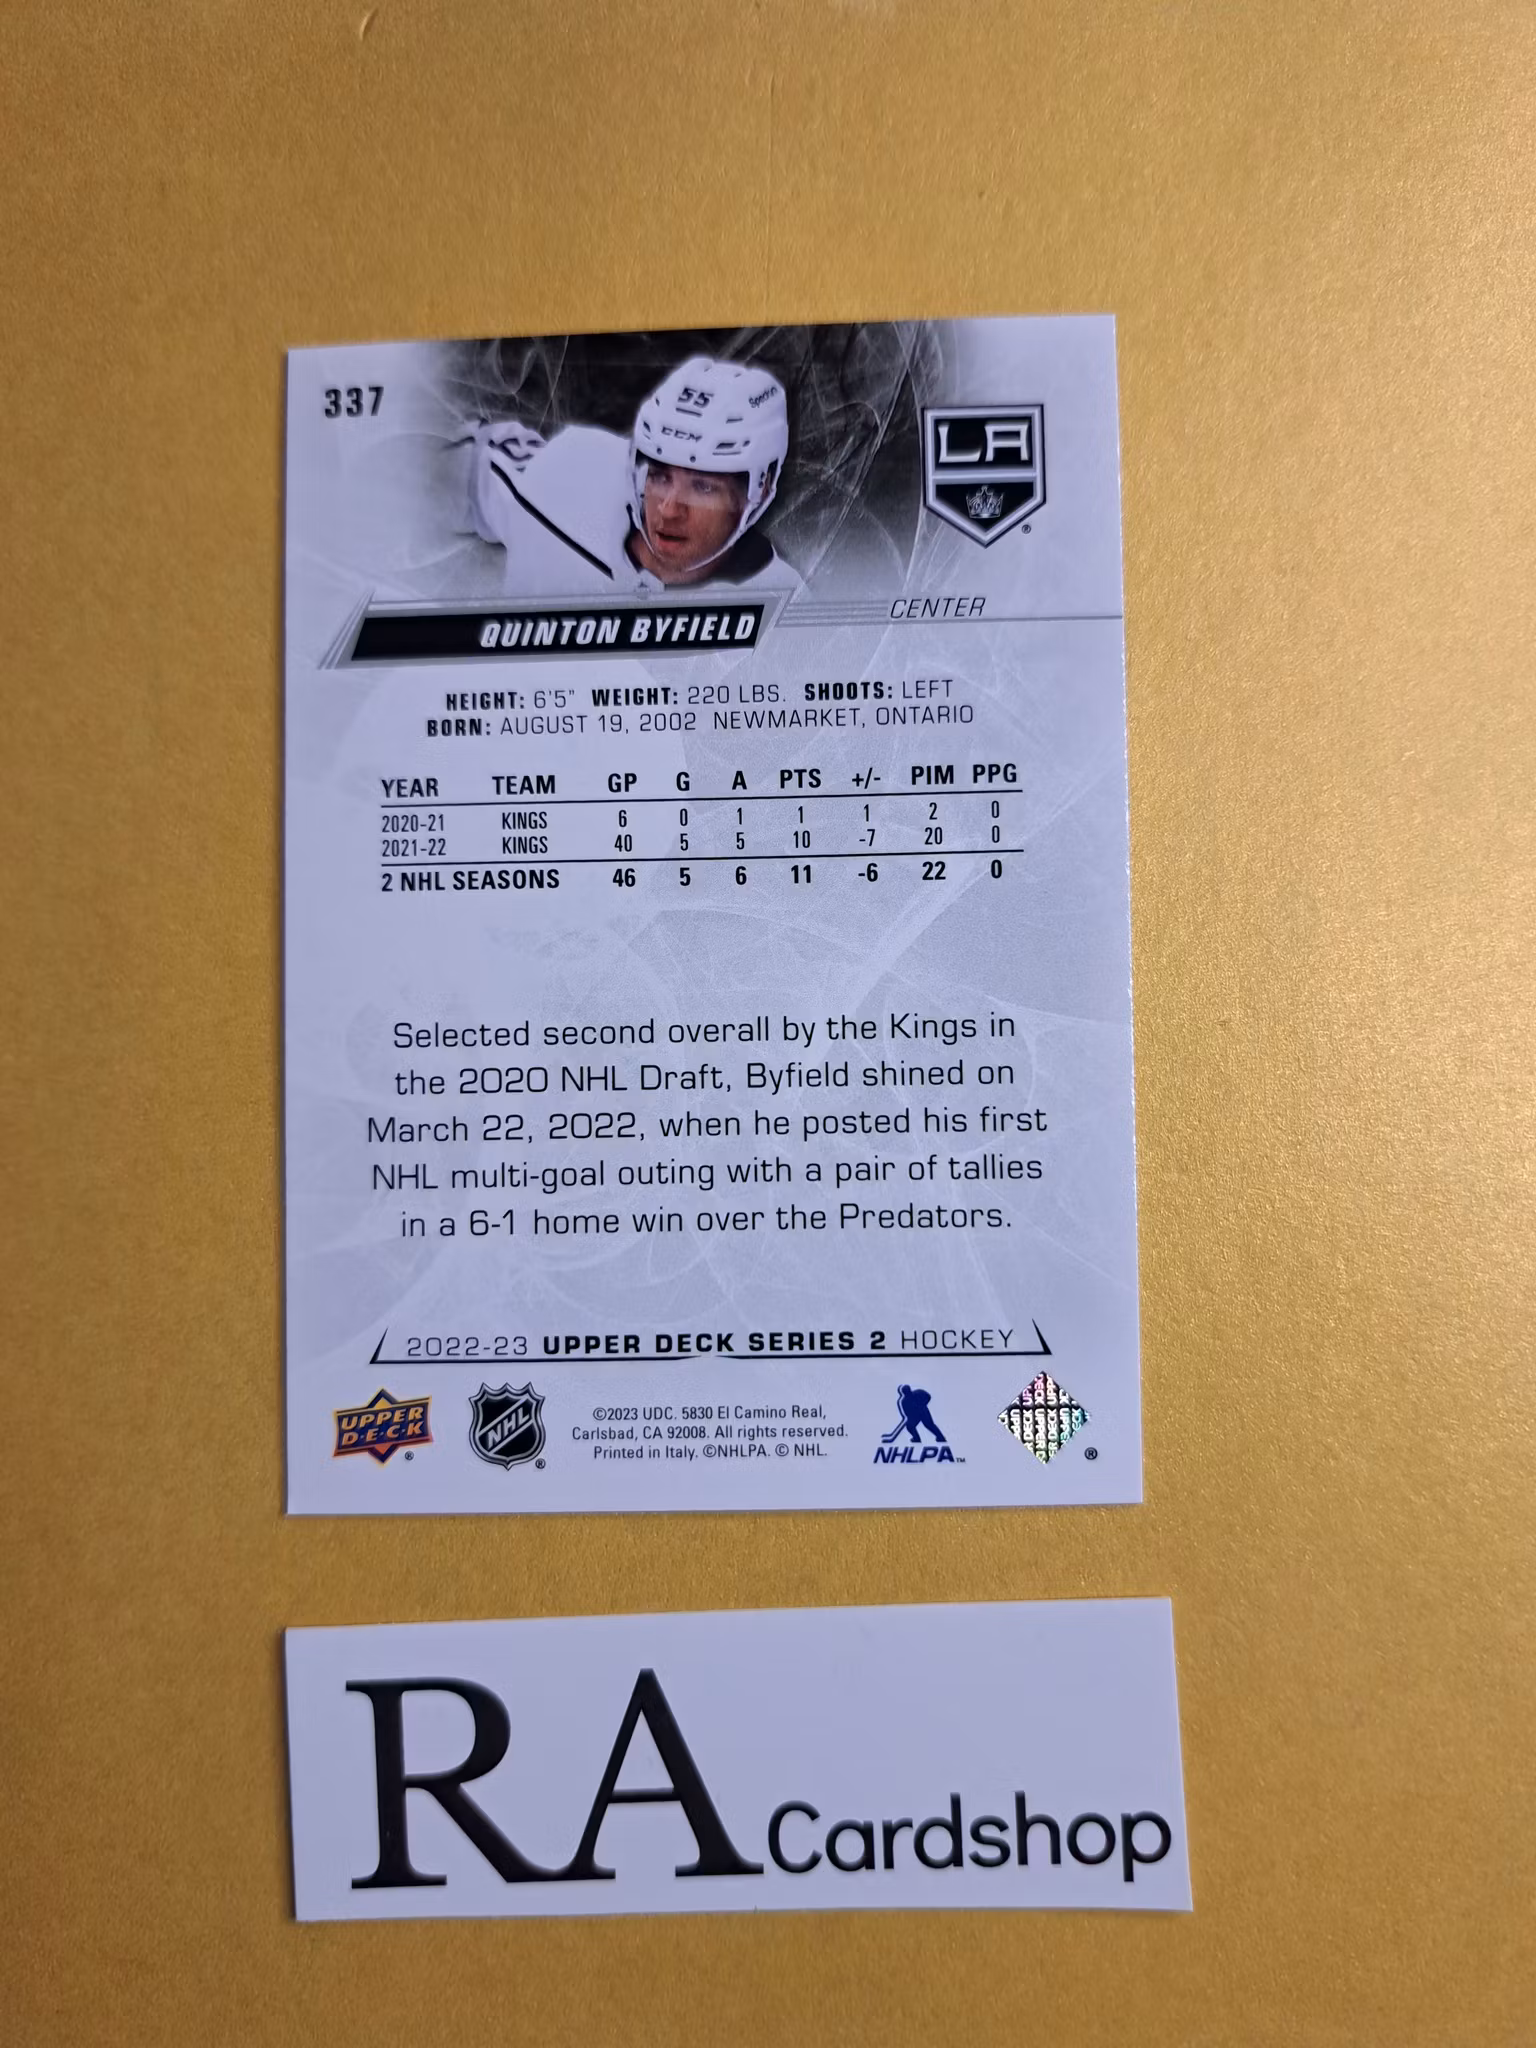 337
55
Spectrum
CCM
LA
®
QUINTON BYFIELD
CENTER
HEIGHT: 6'5" WEIGHT: 220 LBS. SHOOTS: LEFT
BORN: AUGUST 19, 2002 NEWMARKET, ONTARIO
YEAR TEAM GP G A PTS +/- PIM PPG
2020-21 KINGS 6 0 1 1 1 2 0
2021-22 KINGS 40 5 5 10 -7 20 0
2 NHL SEASONS 46 5 6 11 -6 22 0
Selected second overall by the Kings in
the 2020 NHL Draft, Byfield shined on
March 22, 2022, when he posted his first
NHL multi-goal outing with a pair of tallies
in a 6-1 home win over the Predators.
2022-23 UPPER DECK SERIES 2 HOCKEY
UPPER
D·E·C·K
®
NHL
®
©2023 UDC. 5830 El Camino Real,
Carlsbad, CA 92008. All rights reserved.
Printed in Italy. ©NHLPA. © NHL.
NHLPA™
®
RA Cardshop